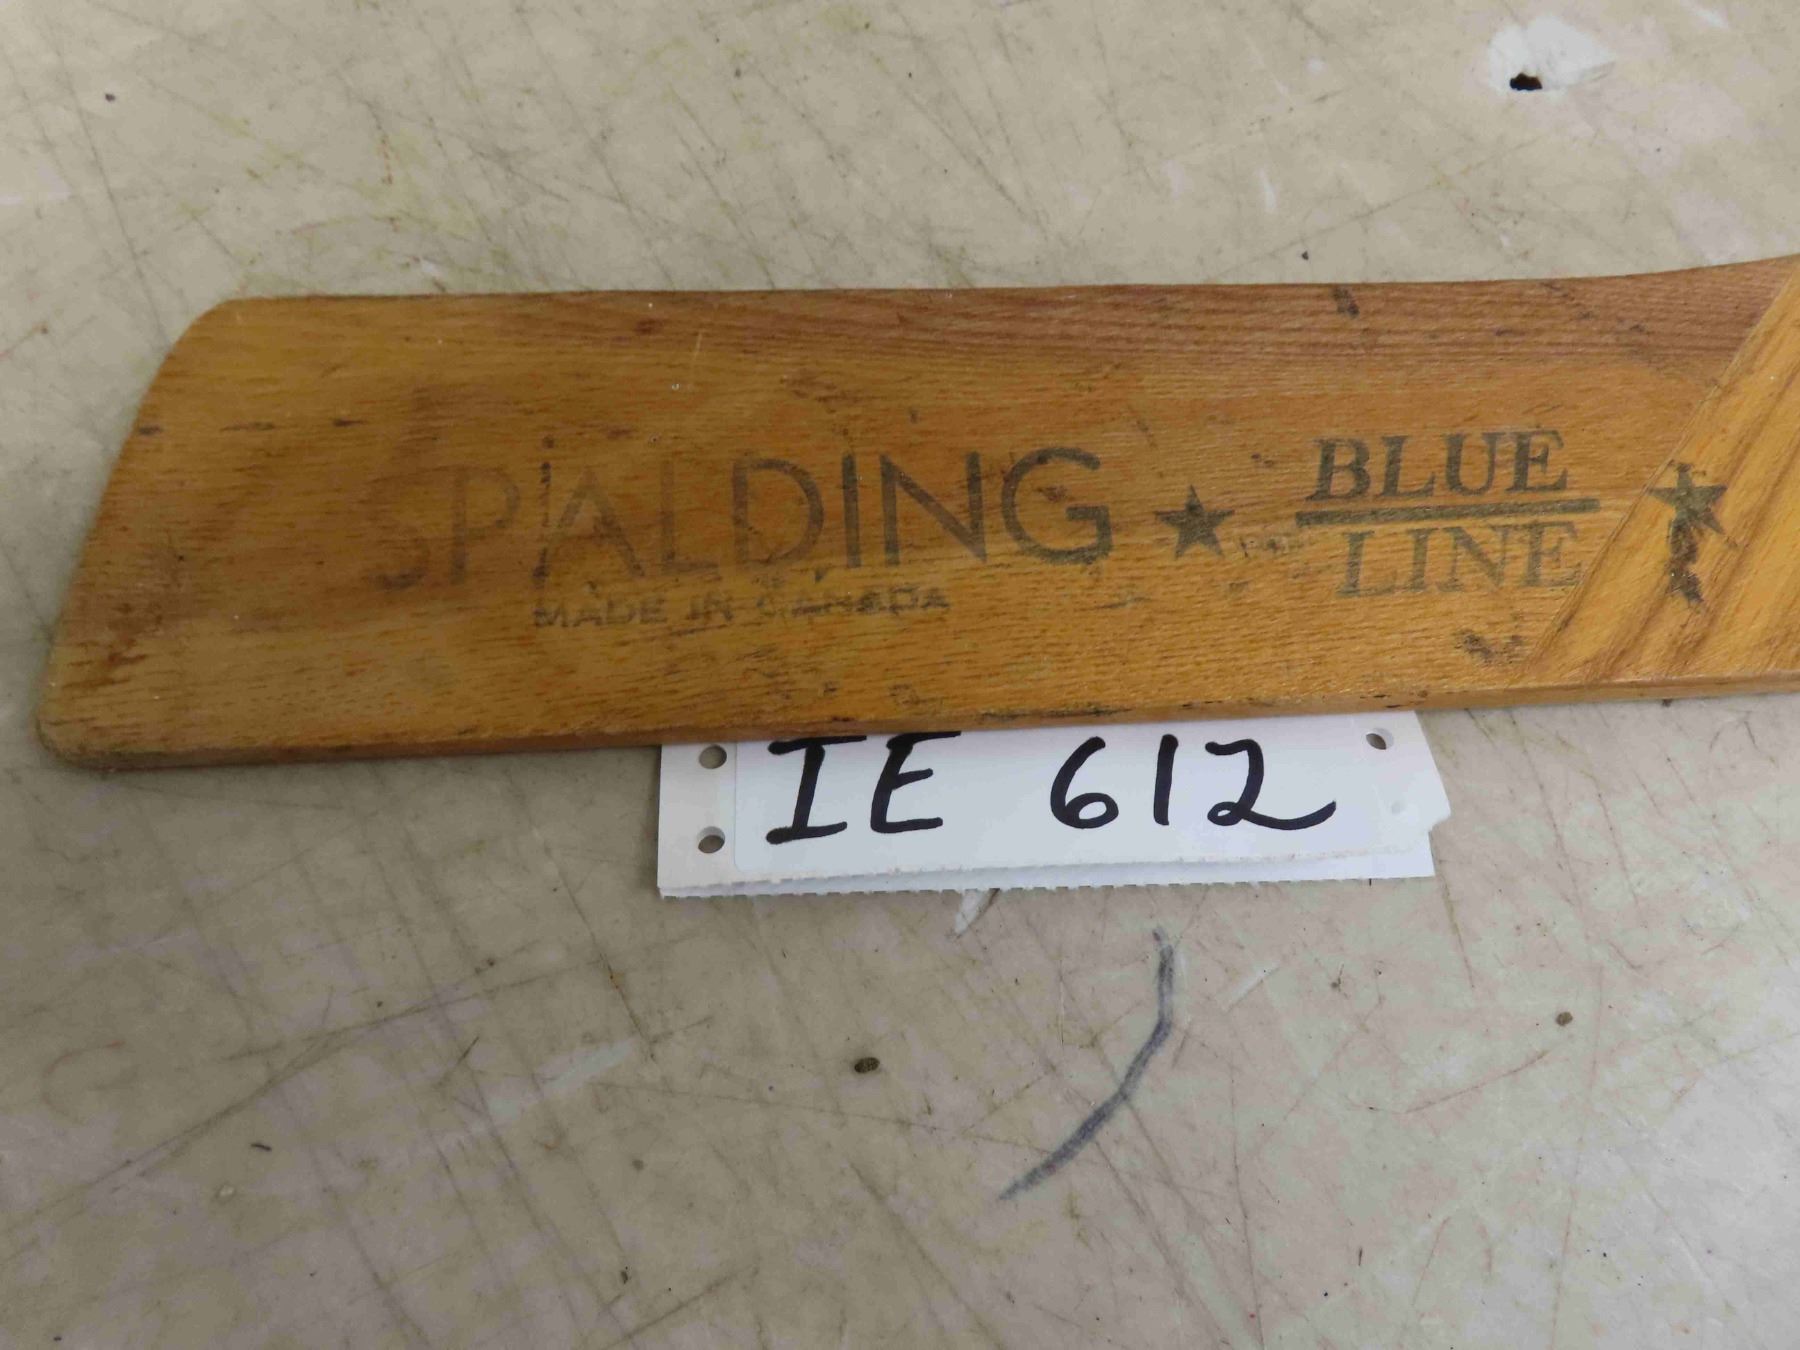 SPALDING ★ BLUE LINE ★
MADE IN CANADA
IE 612